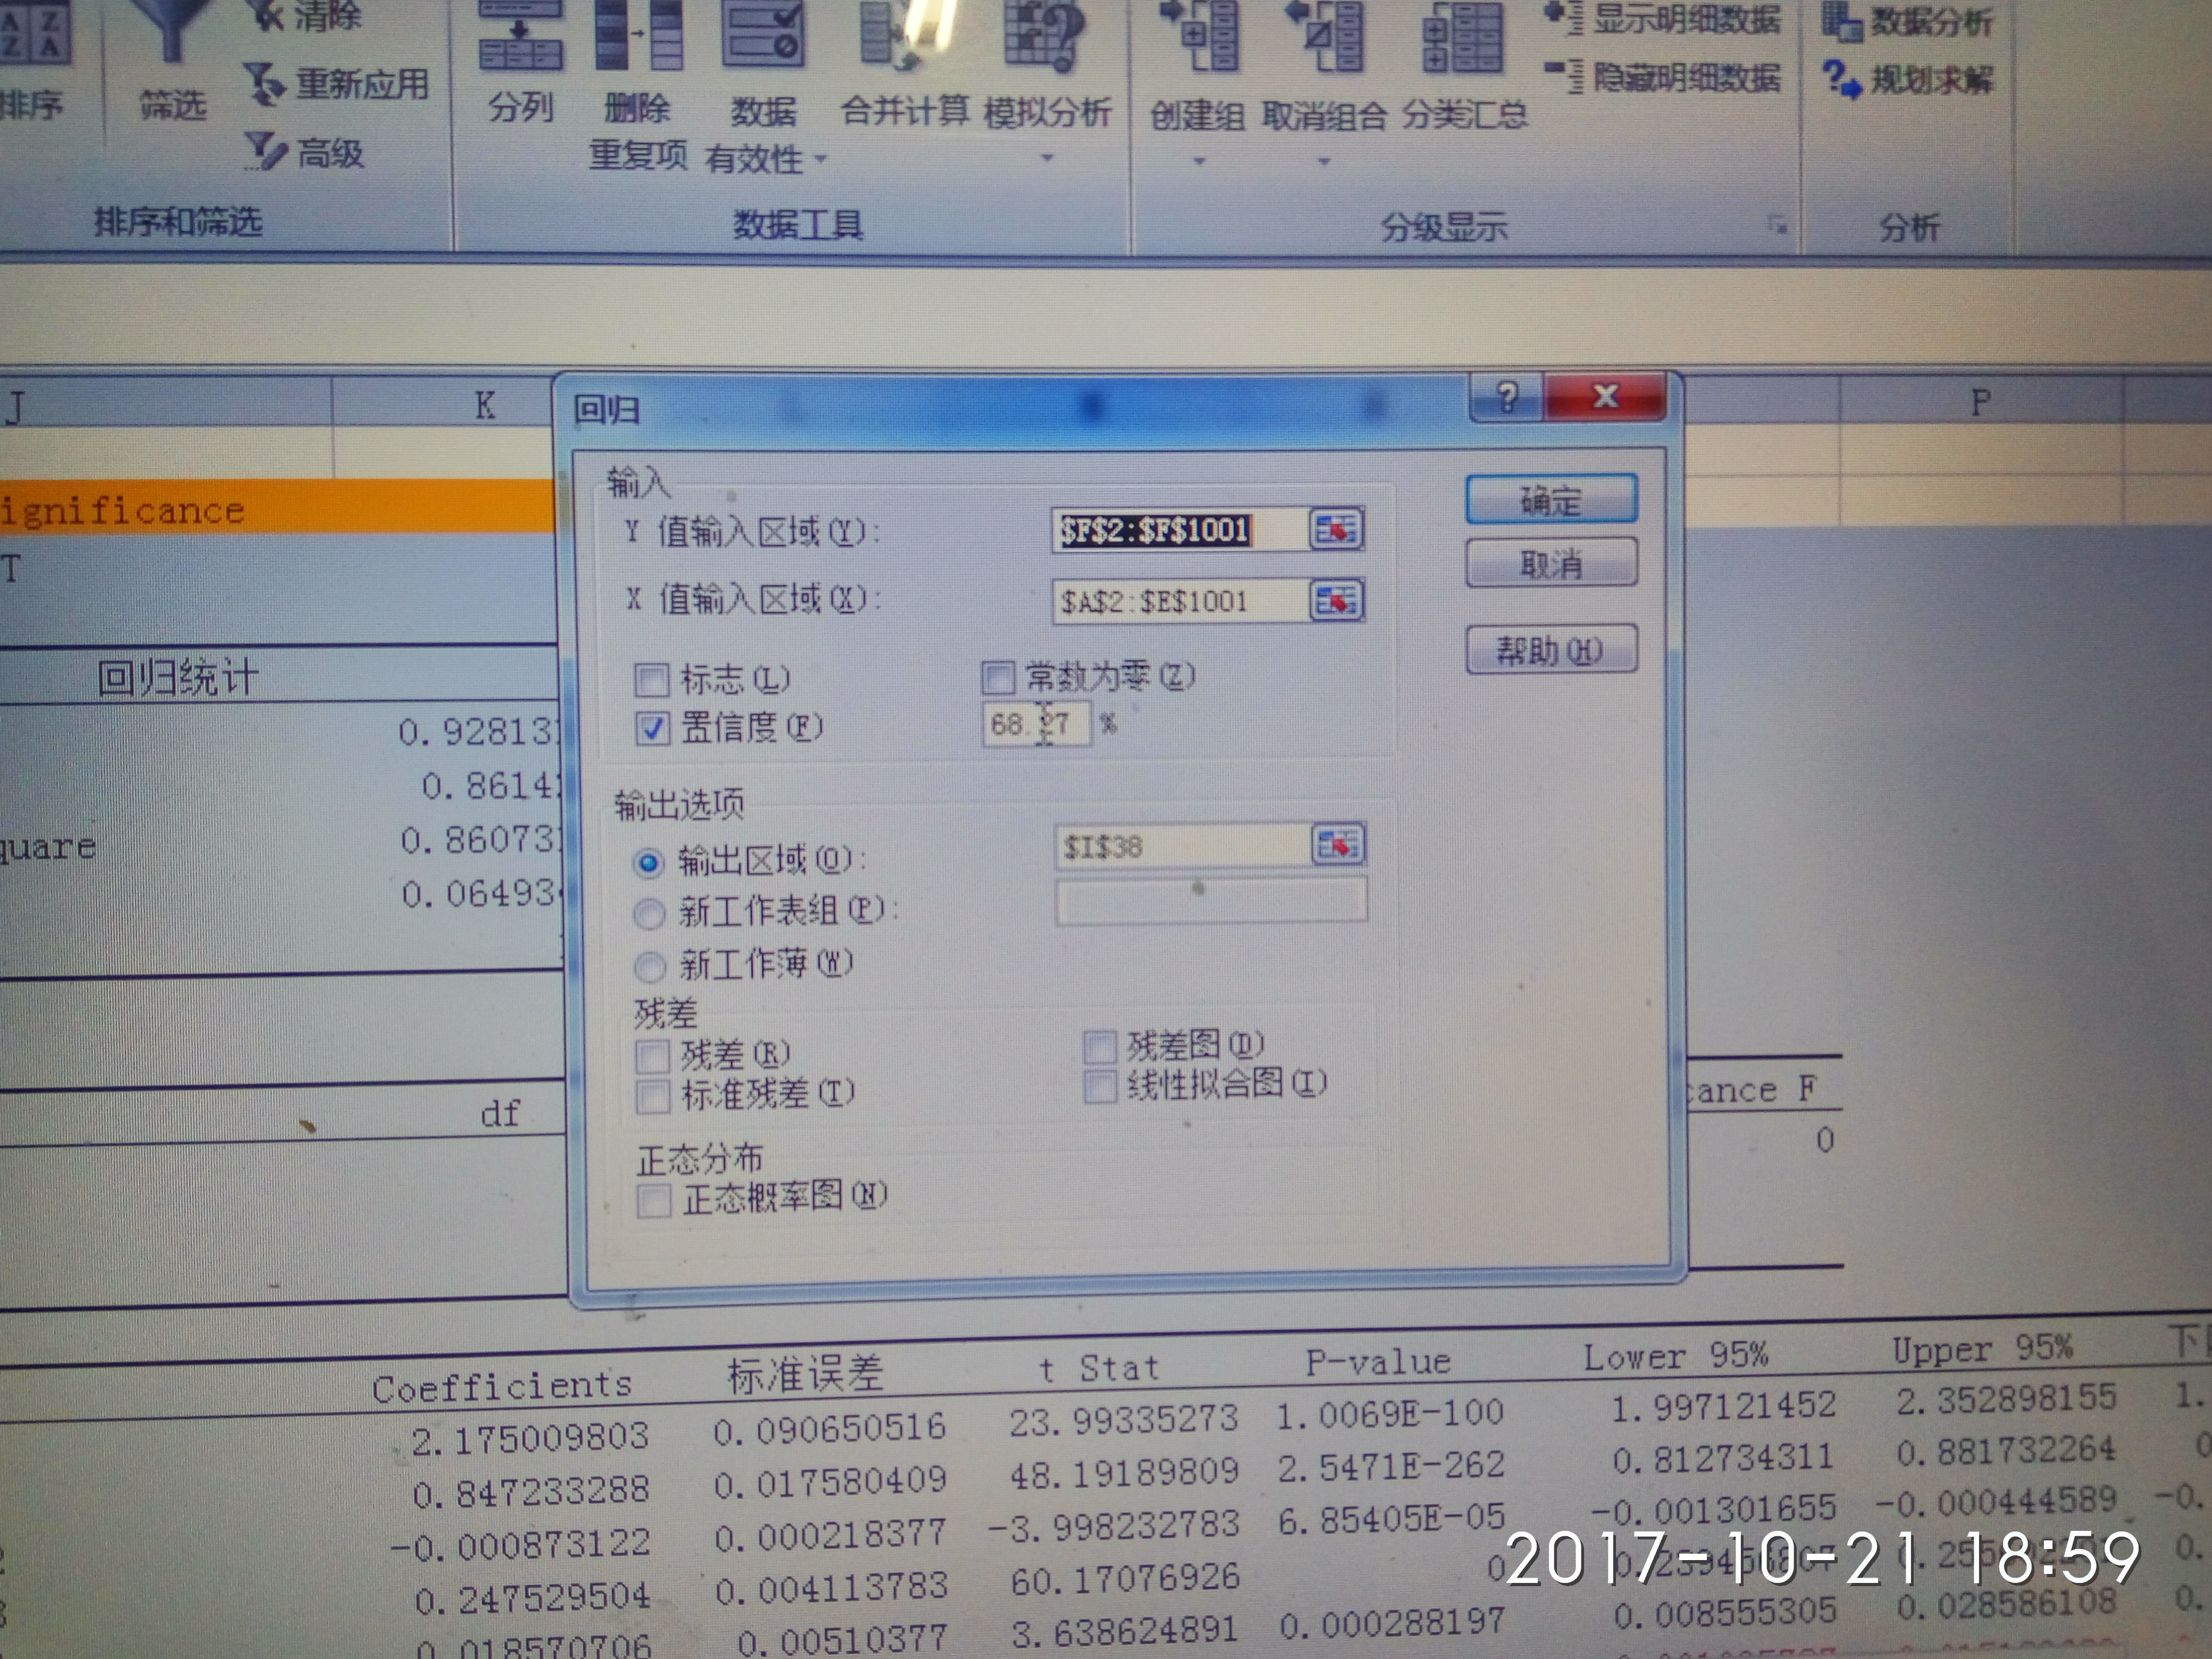 清除
排序
筛选
重新应用
高级
排序和筛选
分列
删除
重复项
数据
有效性
合并计算
模拟分析
数据工具
创建组
取消组合
分类汇总
显示明细数据
隐藏明细数据
分级显示
数据分析
规划求解
分析
J K P
ignificance
T
回归统计
0.92813
0.8614
quare 0.86073
0.06493
df
cance F
0
回归
输入
Y 值输入区域(Y): $F$2:$F$1001
X 值输入区域(X): $A$2:$E$1001
标志(L) 常数为零(Z)
置信度(F) 68.27 %
确定
取消
帮助(H)
输出选项
输出区域(O): $I$38
新工作表组(P):
新工作薄(W)
残差
残差(R) 残差图(D)
标准残差(T) 线性拟合图(I)
正态分布
正态概率图(N)
Coefficients 标准误差 t Stat P-value Lower 95% Upper 95% 下
2.175009803 0.090650516 23.99335273 1.0069E-100 1.997121452 2.352898155 1.
0.847233288 0.017580409 48.19189809 2.5471E-262 0.812734311 0.881732264 0
-0.000873122 0.000218377 -3.998232783 6.85405E-05 -0.001301655 -0.000444589 -0.
0.247529504 0.004113783 60.17076926 0 0.
0.018570706 0.00510377 3.638624891 0.000288197 0.008555305 0.028586108 0.
2017-10-21 18:59